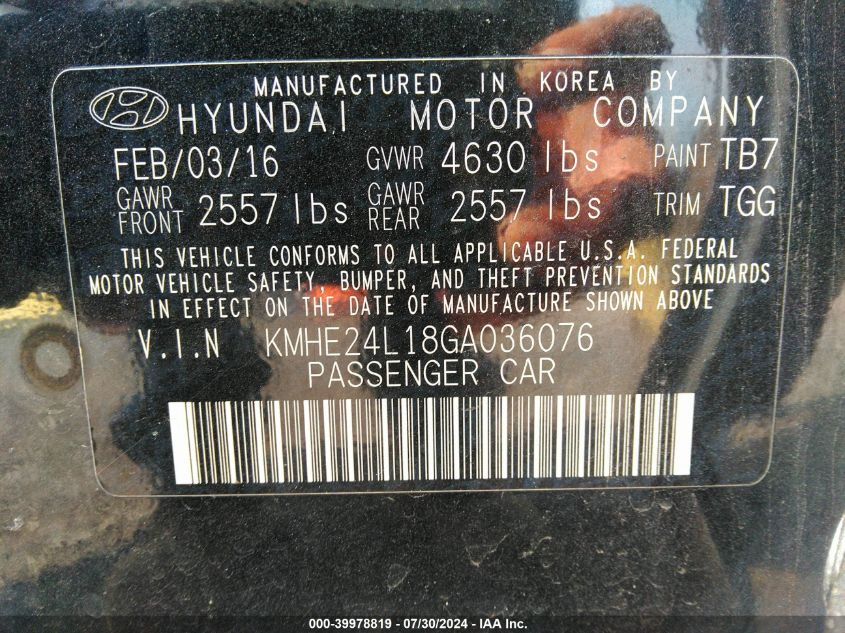 MANUFACTURED IN KOREA BY
HYUNDAI MOTOR COMPANY
FEB/03/16 GVWR 4630 lbs PAINT TB7
GAWR FRONT 2557 lbs GAWR REAR 2557 lbs TRIM TGG
THIS VEHICLE CONFORMS TO ALL APPLICABLE U.S.A. FEDERAL
MOTOR VEHICLE SAFETY, BUMPER, AND THEFT PREVENTION STANDARDS
IN EFFECT ON THE DATE OF MANUFACTURE SHOWN ABOVE
V.I.N KMHE24L18GA036076
PASSENGER CAR
000-39978819 / 07/30/2024 - IAA Inc.